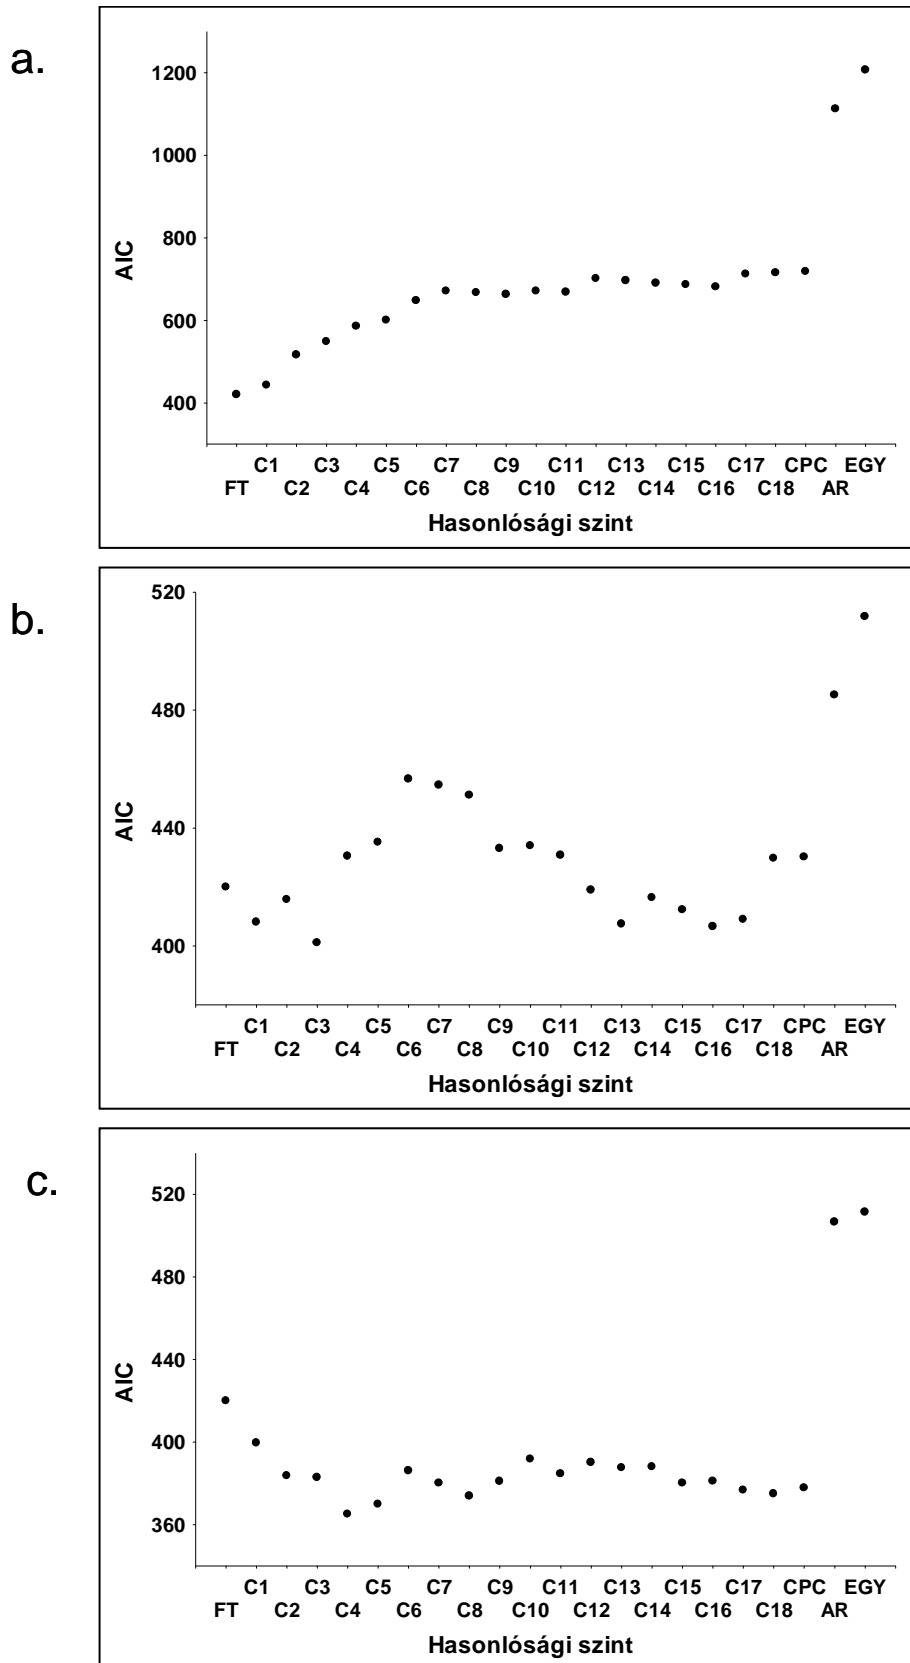 a.
1200
1000
800
600
400
AIC
C1 C3 C5 C7 C9 C11 C13 C15 C17 CPC EGY
FT C2 C4 C6 C8 C10 C12 C14 C16 C18 AR
Hasonlósági szint
b.
520
480
440
400
AIC
C1 C3 C5 C7 C9 C11 C13 C15 C17 CPC EGY
FT C2 C4 C6 C8 C10 C12 C14 C16 C18 AR
Hasonlósági szint
c.
520
480
440
400
360
AIC
C1 C3 C5 C7 C9 C11 C13 C15 C17 CPC EGY
FT C2 C4 C6 C8 C10 C12 C14 C16 C18 AR
Hasonlósági szint